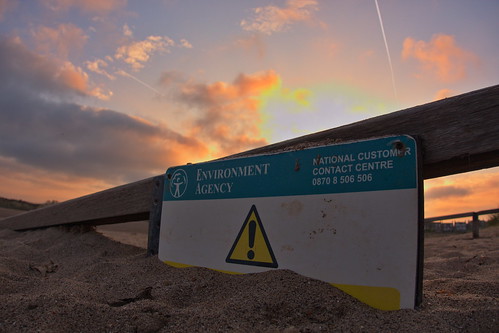 ENVIRONMENT
AGENCY
NATIONAL CUSTOMER
CONTACT CENTRE
0870 8 506 506
!